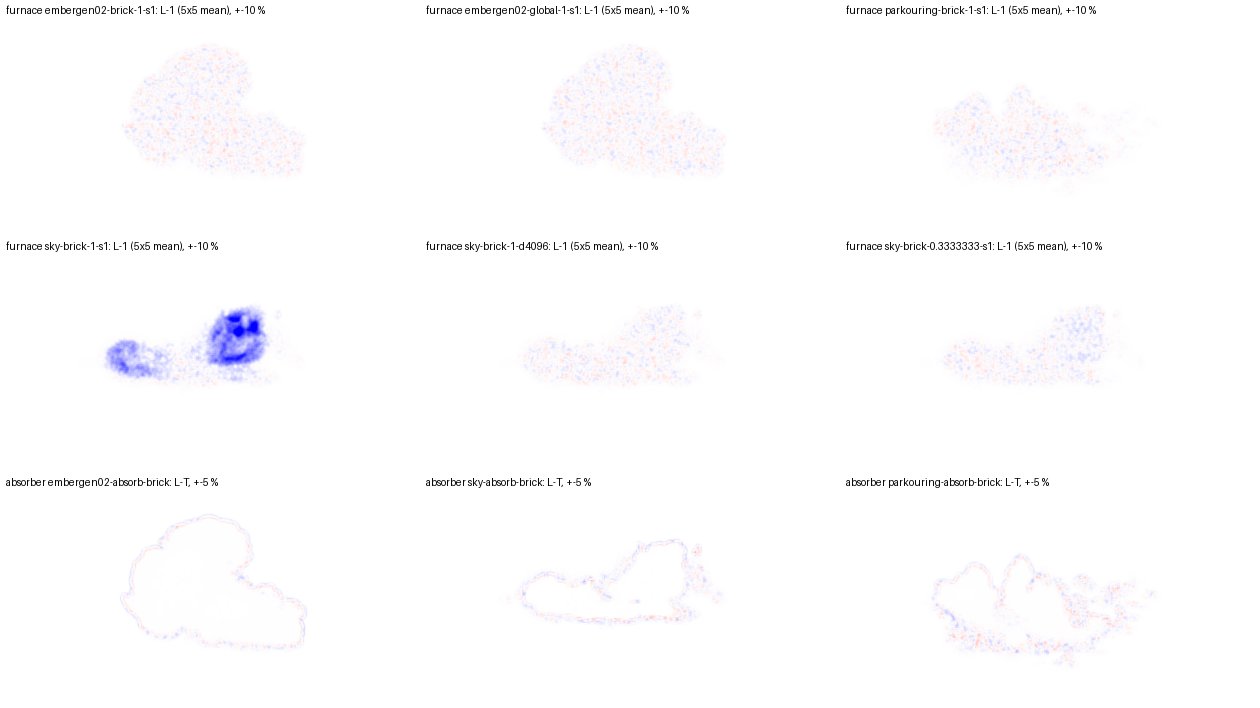 furnace embergen02-brick-1-s1: L-1 (5x5 mean), +-10 %
furnace embergen02-global-1-s1: L-1 (5x5 mean), +-10 %
furnace parkouring-brick-1-s1: L-1 (5x5 mean), +-10 %
furnace sky-brick-1-s1: L-1 (5x5 mean), +-10 %
furnace sky-brick-1-d4096: L-1 (5x5 mean), +-10 %
furnace sky-brick-0.3333333-s1: L-1 (5x5 mean), +-10 %
absorber embergen02-absorb-brick: L-T, +-5 %
absorber sky-absorb-brick: L-T, +-5 %
absorber parkouring-absorb-brick: L-T, +-5 %